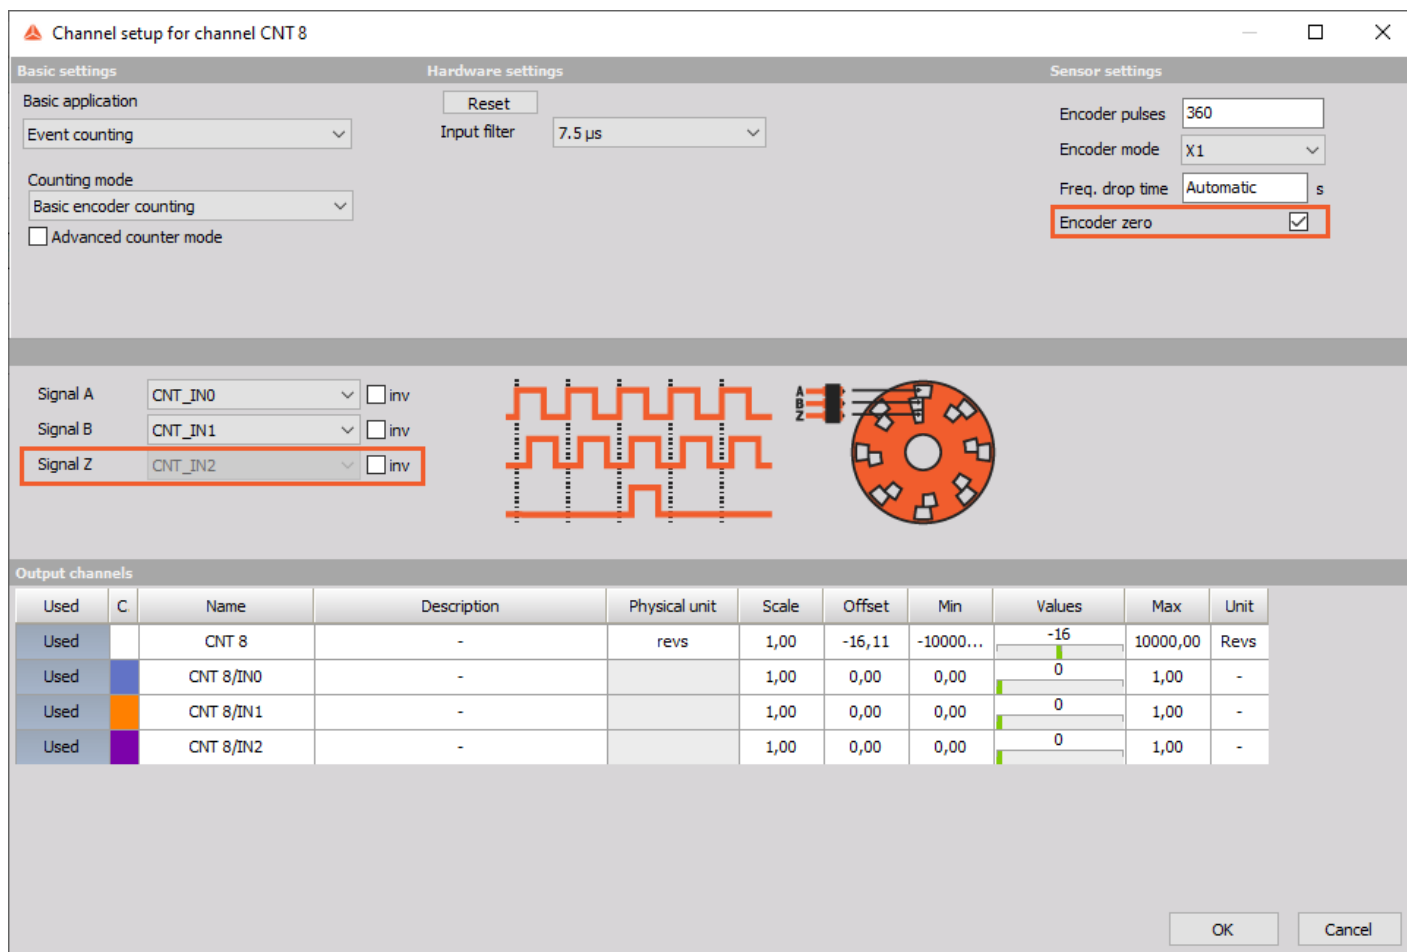 Channel setup for channel CNT 8
Basic settings
Hardware settings
Sensor settings
Basic application
Event counting
Counting mode
Basic encoder counting
Advanced counter mode
Reset
Input filter 7.5 µs
Encoder pulses 360
Encoder mode X1
Freq. drop time Automatic s
Encoder zero
Signal A CNT_IN0 inv
Signal B CNT_IN1 inv
Signal Z CNT_IN2 inv
A
B
Z
Output channels
Used C. Name Description Physical unit Scale Offset Min Values Max Unit
Used CNT 8 - revs 1,00 -16,11 -10000... -16 10000,00 Revs
Used CNT 8/IN0 - 1,00 0,00 0,00 0 1,00 -
Used CNT 8/IN1 - 1,00 0,00 0,00 0 1,00 -
Used CNT 8/IN2 - 1,00 0,00 0,00 0 1,00 -
OK Cancel